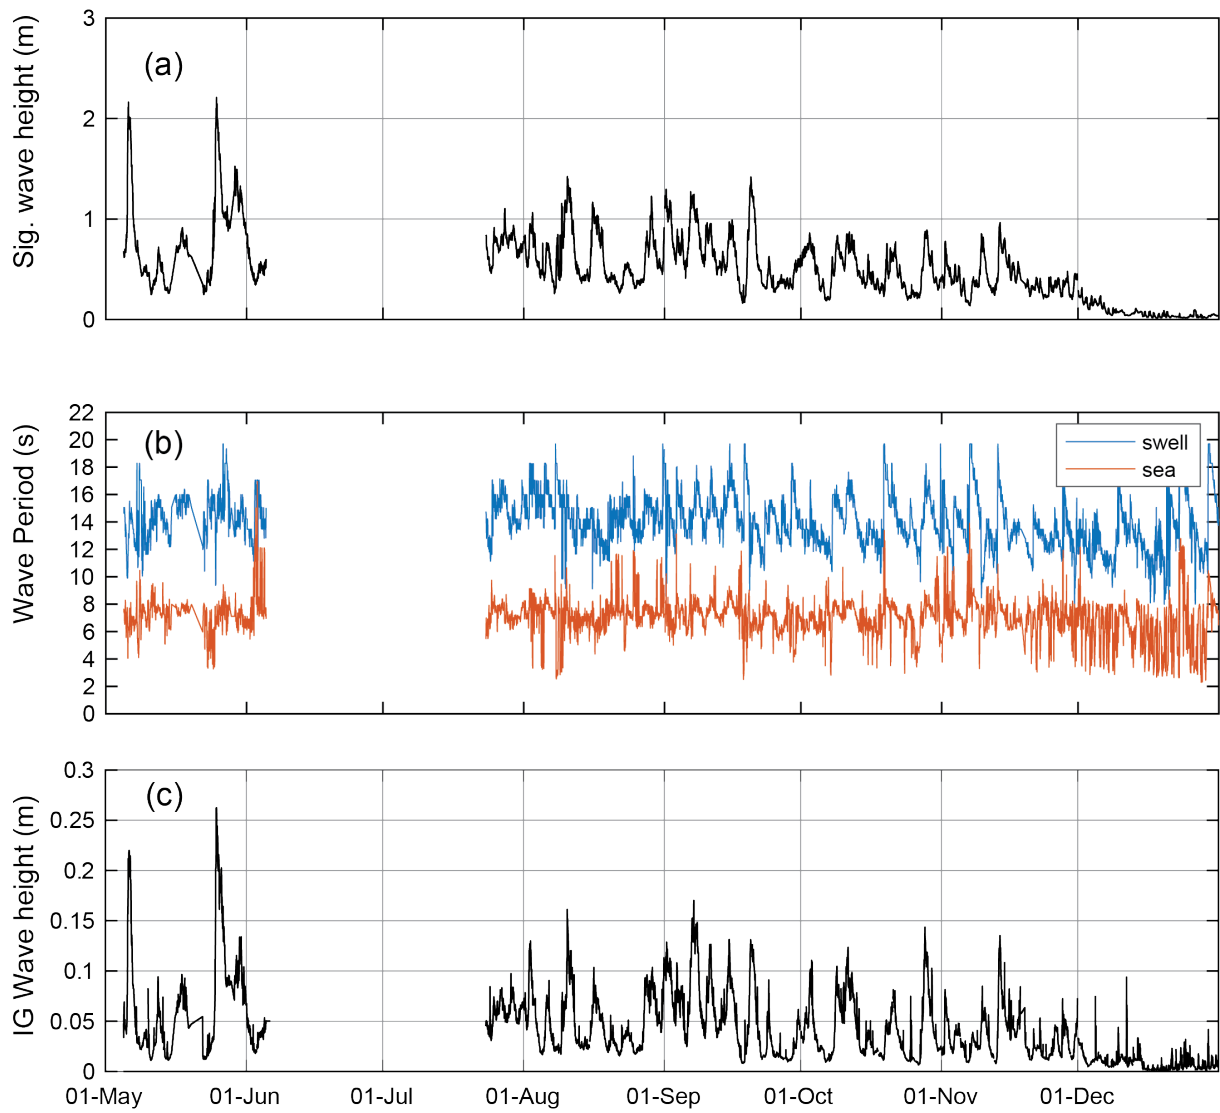 3
2
1
0
Sig. wave height (m)
(a)
22
20
18
16
14
12
10
8
6
4
2
0
Wave Period (s)
(b)
swell
sea
0.3
0.25
0.2
0.15
0.1
0.05
0
IG Wave height (m)
(c)
01-May 01-Jun 01-Jul 01-Aug 01-Sep 01-Oct 01-Nov 01-Dec